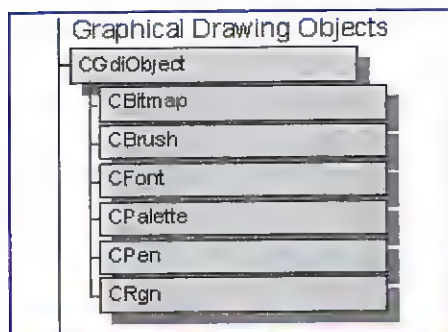 Graphical Drawing Objects
CGdiObject
CBitmap
CBrush
CFont
CPalette
CPen
CRgn